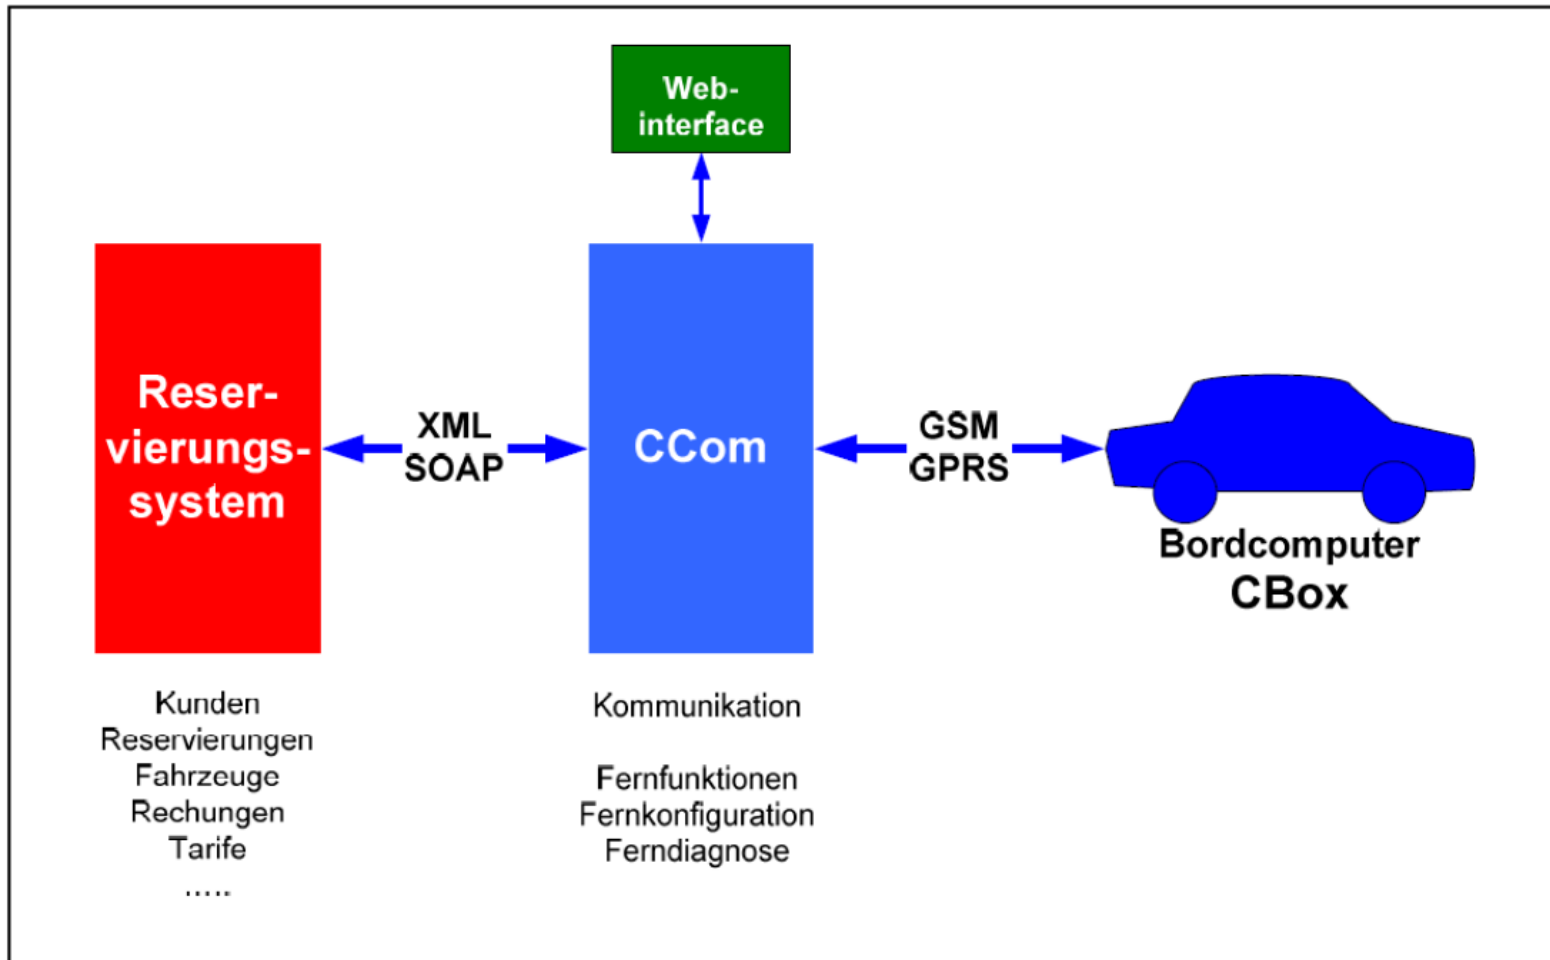 Web-
interface
Reser-
vierungs-
system
XML
SOAP
CCom
GSM
GPRS
Bordcomputer
CBox
Kunden
Reservierungen
Fahrzeuge
Rechungen
Tarife
.....
Kommunikation
Fernfunktionen
Fernkonfiguration
Ferndiagnose